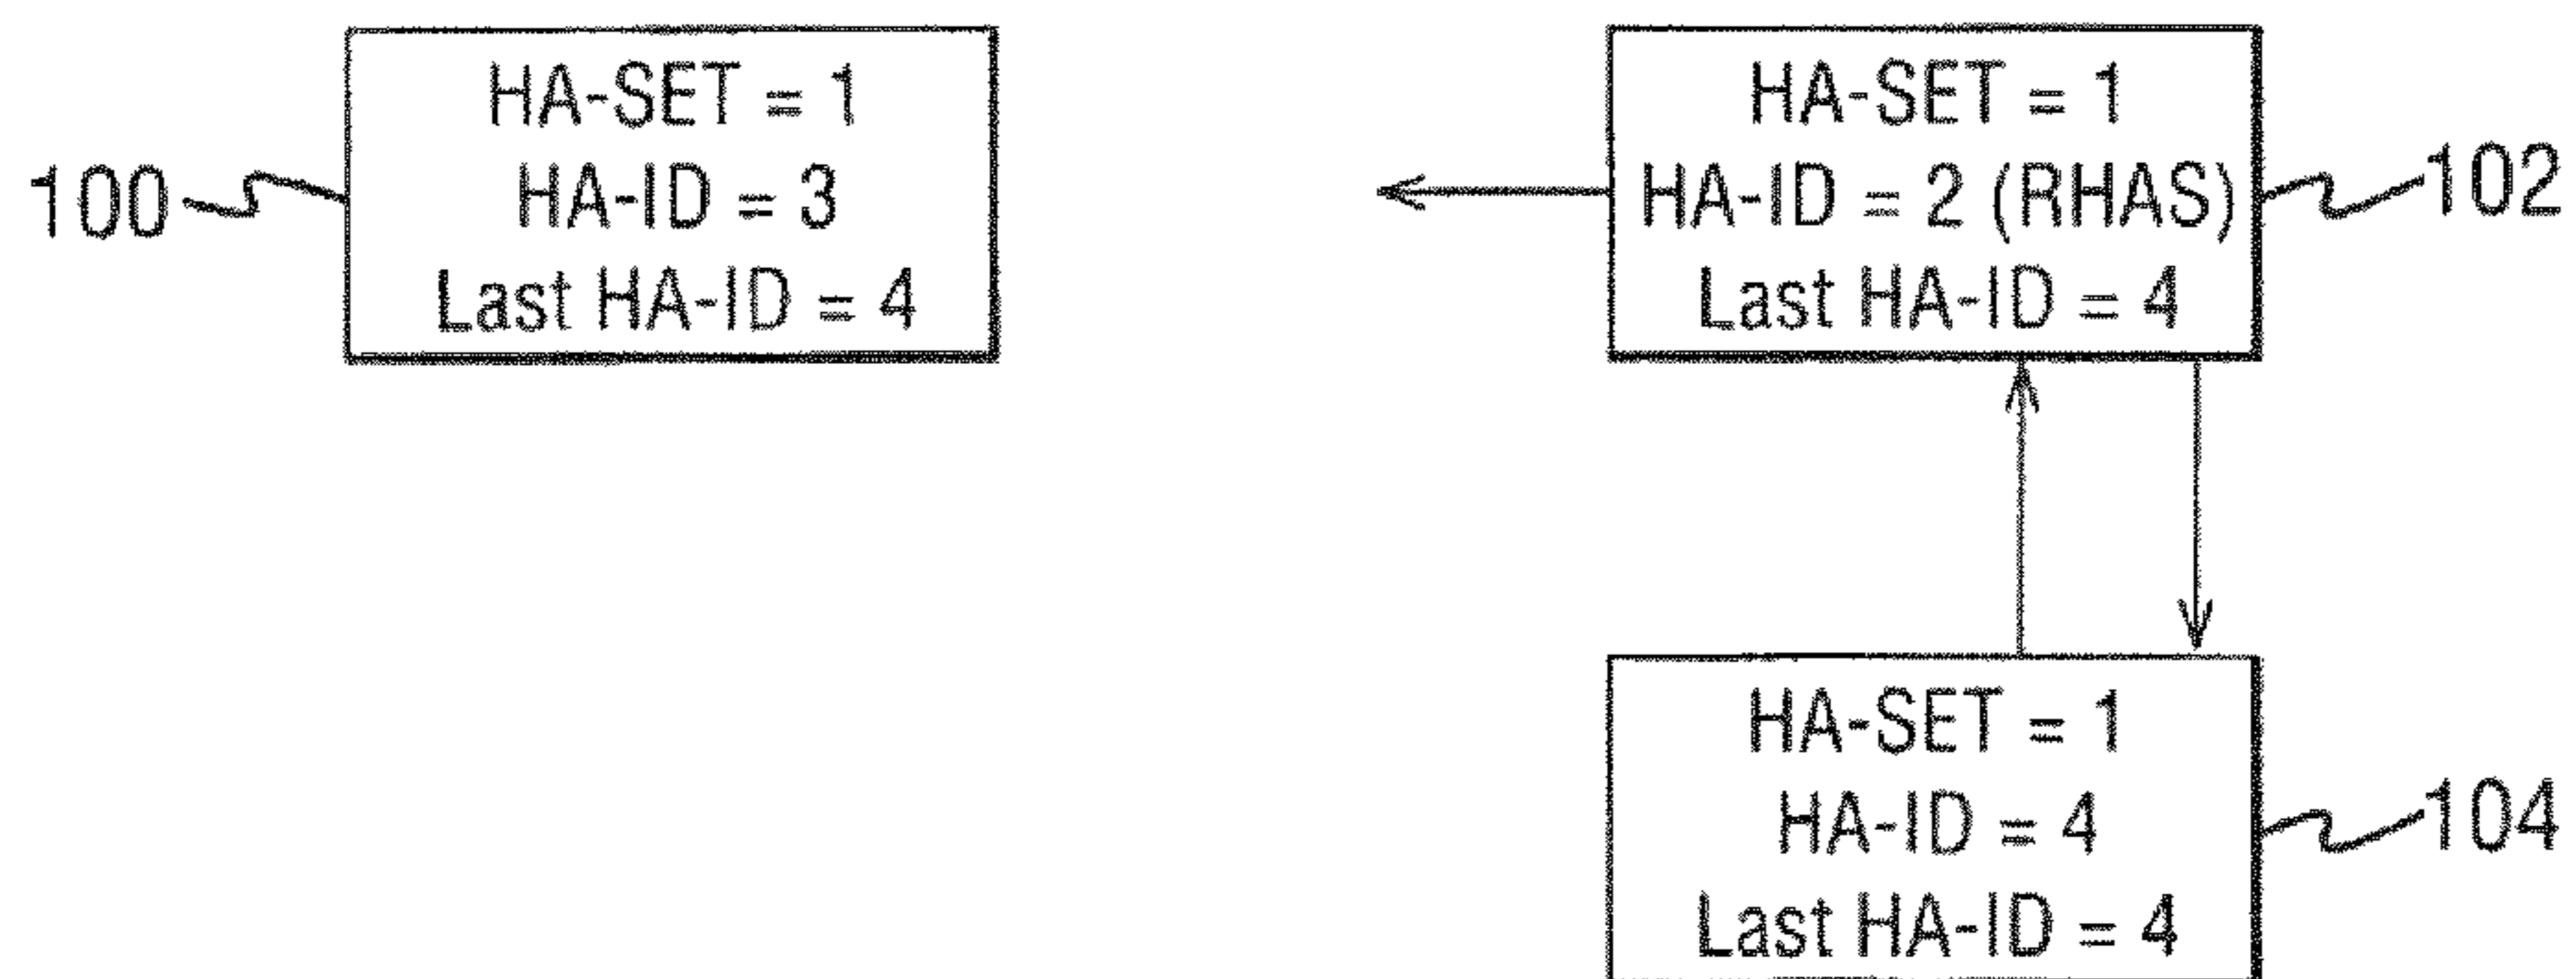 HA-SET = 1
100
HA-ID = 3
Last HA-ID = 4
HA-SET = 1
HA-ID = 2 (RHAS)
102
Last HA-ID = 4
HA-SET = 1
HA-ID = 4
104
Last HA-ID = 4